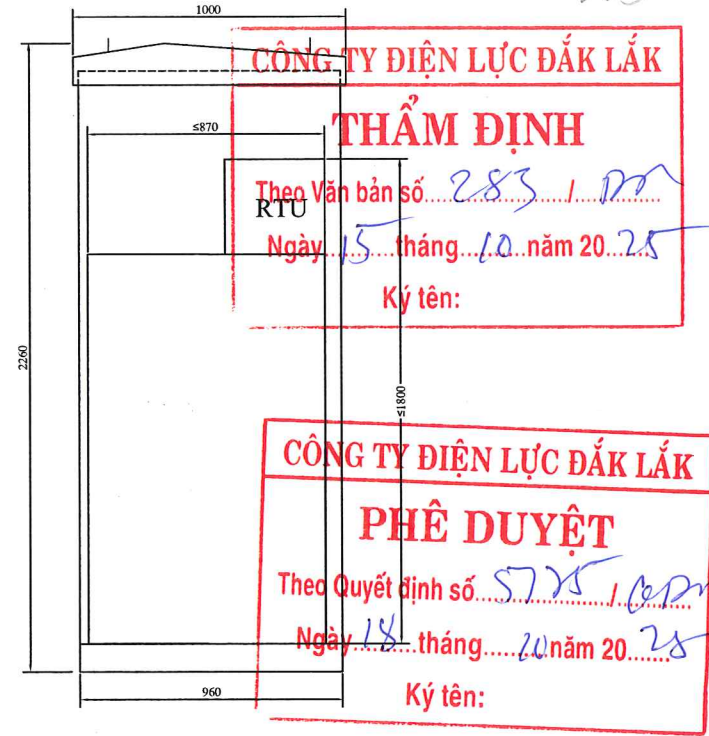 1000
CÔNG TY ĐIỆN LỰC ĐẮK LẮK
THẨM ĐỊNH
≤870
Theo Văn bản số 283 /
RTU
Ngày 15 tháng 10 năm 2025
Ký tên:
2260
≤1800
CÔNG TY ĐIỆN LỰC ĐẮK LẮK
PHÊ DUYỆT
Theo Quyết định số /
Ngày 18 tháng 10 năm 2025
Ký tên:
960